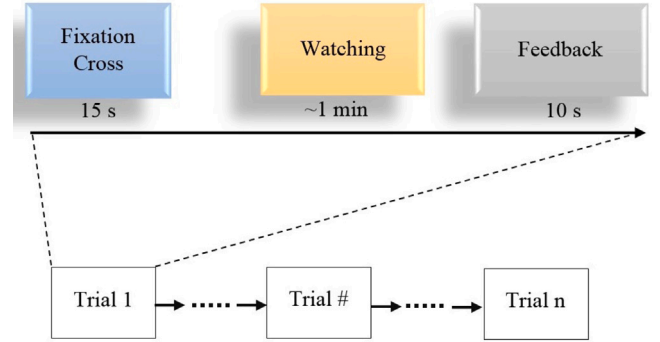 Fixation
Cross
Watching
Feedback
15 s
~1 min
10 s
Trial 1
Trial #
Trial n